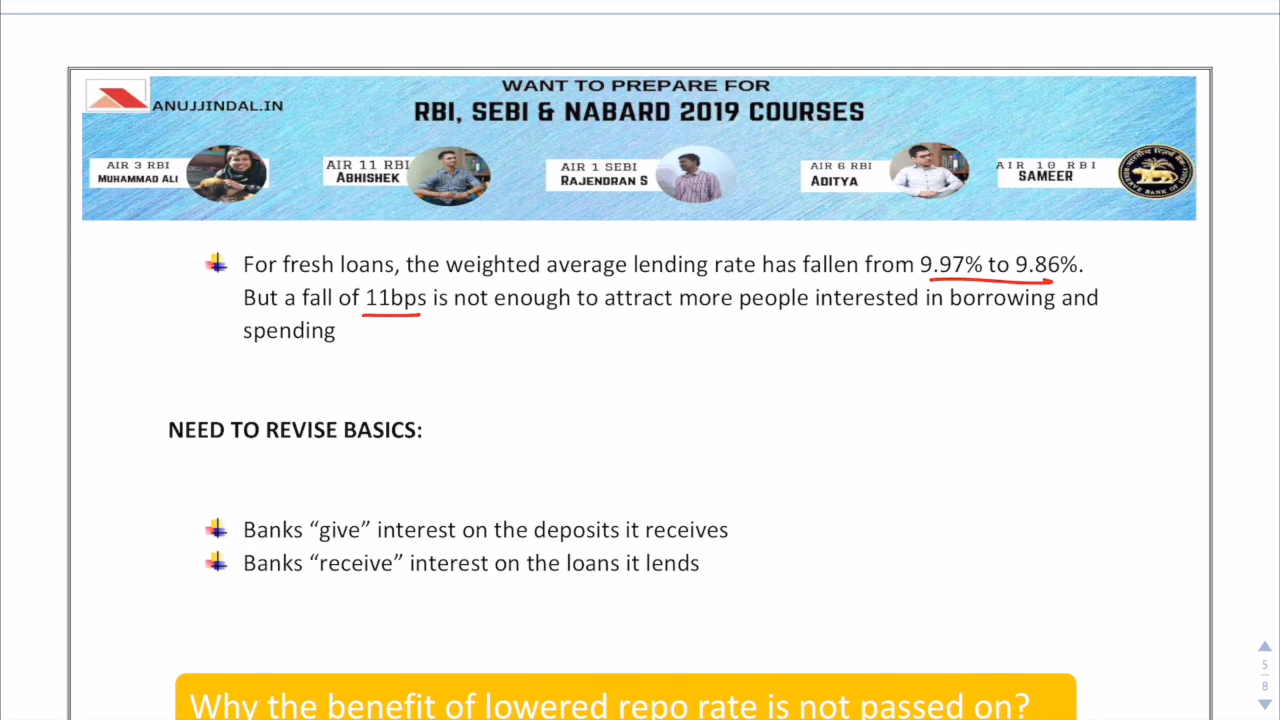 WANT TO PREPARE FOR
ANUJJINDAL.IN
RBI, SEBI & NABARD 2019 COURSES
AIR 3 RBI
MUHAMMAD ALI
AIR 11 RBI
ABHISHEK
AIR 1 SEBI
RAJENDRAN S
AIR 6 RBI
ADITYA
AIR 10 RBI
SAMEER
For fresh loans, the weighted average lending rate has fallen from 9.97% to 9.86%.
But a fall of 11bps is not enough to attract more people interested in borrowing and
spending
NEED TO REVISE BASICS:
Banks “give” interest on the deposits it receives
Banks “receive” interest on the loans it lends
Why the benefit of lowered repo rate is not passed on?
5
8